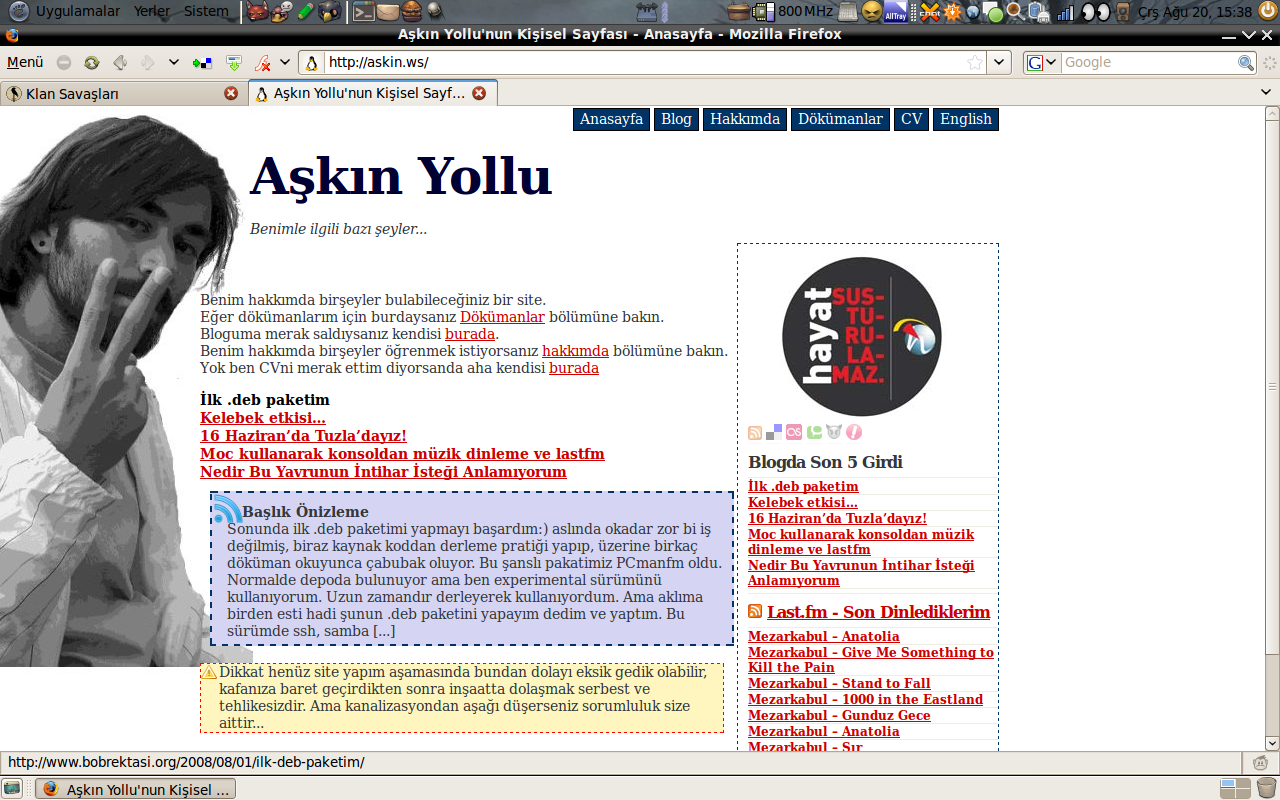 Uygulamalar Yerler Sistem 800 MHz AllTray Çrş Ağu 20, 15:38
Aşkın Yollu'nun Kişisel Sayfası - Anasayfa - Mozilla Firefox
Menü http://askin.ws/ Google
Klan Savaşları Aşkın Yollu'nun Kişisel Sayf...
Anasayfa Blog Hakkımda Dökümanlar CV English
Aşkın Yollu
Benimle ilgili bazı şeyler...
Benim hakkımda birşeyler bulabileceğiniz bir site.
Eğer dökümanlarım için burdaysanız Dökümanlar bölümüne bakın.
Bloguma merak saldıysanız kendisi burada.
Benim hakkımda birşeyler öğrenmek istiyorsanız hakkımda bölümüne bakın.
Yok ben CVni merak ettim diyorsanda aha kendisi burada
İlk .deb paketim
Kelebek etkisi...
16 Haziran’da Tuzla’dayız!
Moc kullanarak konsoldan müzik dinleme ve lastfm
Nedir Bu Yavrunun İntihar İsteği Anlamıyorum
Başlık Önizleme
Sonunda ilk .deb paketimi yapmayı başardım:) aslında okadar zor bi iş
değilmiş, biraz kaynak koddan derleme pratiği yapıp, üzerine birkaç
döküman okuyunca çabubak oluyor. Bu şanslı pakatimiz PCmanfm oldu.
Normalde depoda bulunuyor ama ben experimental sürümünü
kullanıyorum. Uzun zamandır derleyerek kullanıyordum. Ama aklıma
birden esti hadi şunun .deb paketini yapayım dedim ve yaptım. Bu
sürümde ssh, samba [...]
Dikkat henüz site yapım aşamasında bundan dolayı eksik gedik olabilir,
kafanıza baret geçirdikten sonra inşaatta dolaşmak serbest ve
tehlikesizdir. Ama kanalizasyondan aşağı düşerseniz sorumluluk size
aittir...
hayat
SUS-
TU-
RU-
LA-
MAZ.
Blogda Son 5 Girdi
İlk .deb paketim
Kelebek etkisi...
16 Haziran’da Tuzla’dayız!
Moc kullanarak konsoldan müzik
dinleme ve lastfm
Nedir Bu Yavrunun İntihar İsteği
Anlamıyorum
Last.fm - Son Dinlediklerim
Mezarkabul – Anatolia
Mezarkabul – Give Me Something to
Kill the Pain
Mezarkabul – Stand to Fall
Mezarkabul – 1000 in the Eastland
Mezarkabul – Gunduz Gece
Mezarkabul – Anatolia
Mezarkabul – Sır
http://www.bobrektasi.org/2008/08/01/ilk-deb-paketim/
Aşkın Yollu'nun Kişisel ...